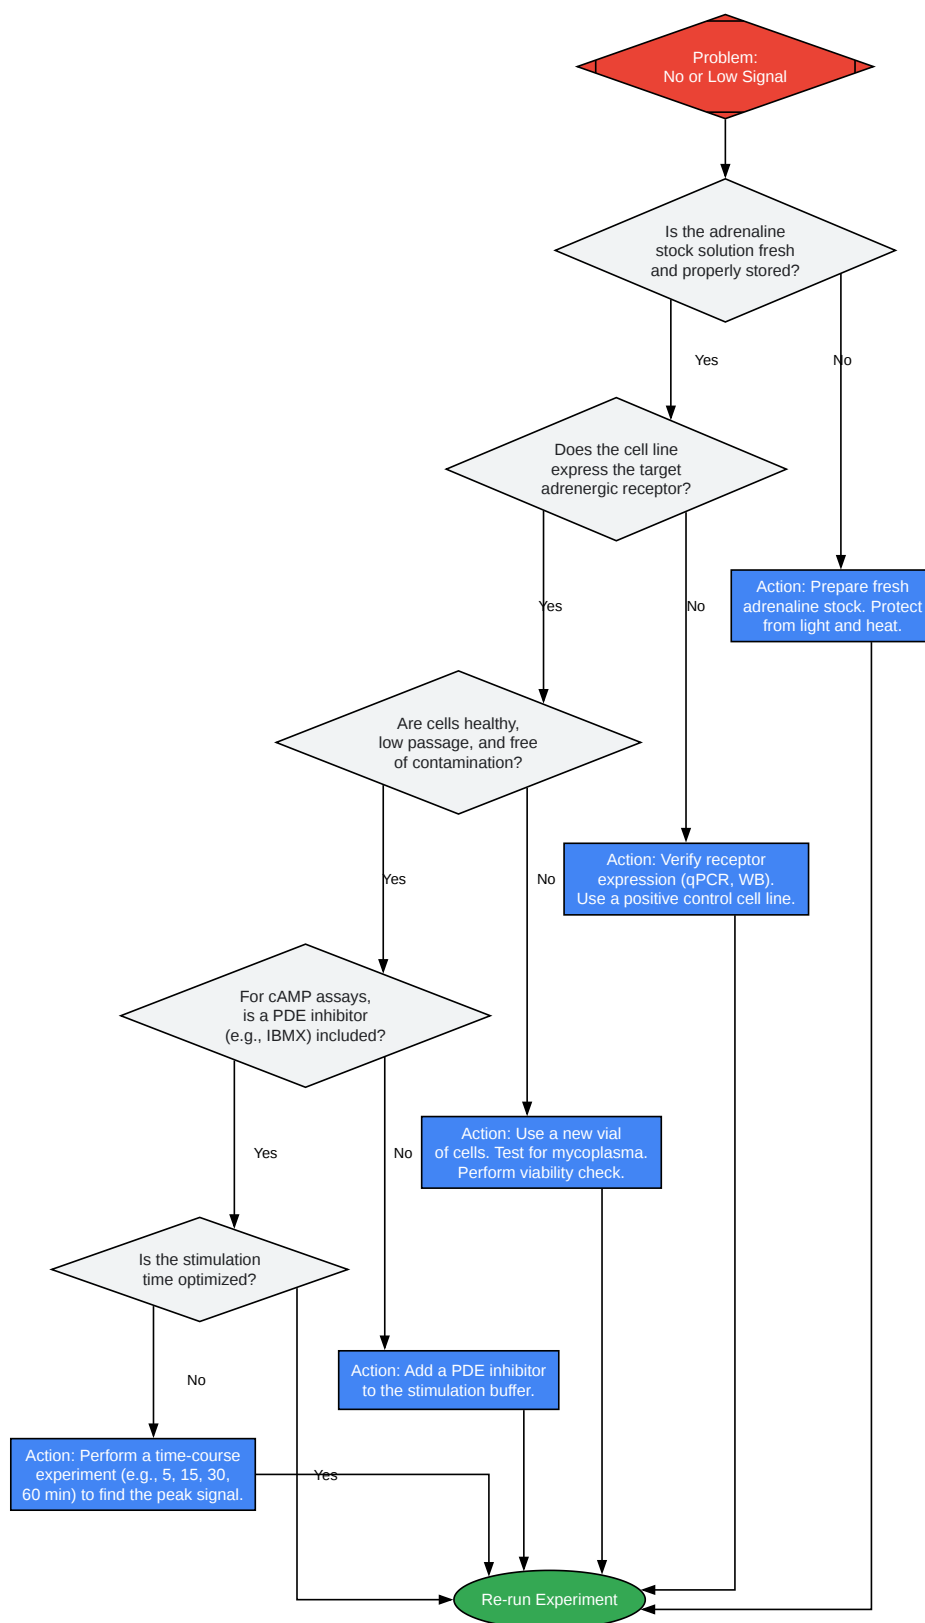 Problem:
No or Low Signal
Is the adrenaline
stock solution fresh
and properly stored?
Yes
No
Does the cell line
express the target
adrenergic receptor?
Action: Prepare fresh
adrenaline stock. Protect
from light and heat.
Yes
No
Are cells healthy,
low passage, and free
of contamination?
Action: Verify receptor
expression (qPCR, WB).
Use a positive control cell line.
Yes
No
For cAMP assays,
is a PDE inhibitor
(e.g., IBMX) included?
Action: Use a new vial
of cells. Test for mycoplasma.
Perform viability check.
Yes
No
Is the stimulation
time optimized?
Action: Add a PDE inhibitor
to the stimulation buffer.
No
Action: Perform a time-course
experiment (e.g., 5, 15, 30,
60 min) to find the peak signal.
Yes
Re-run Experiment